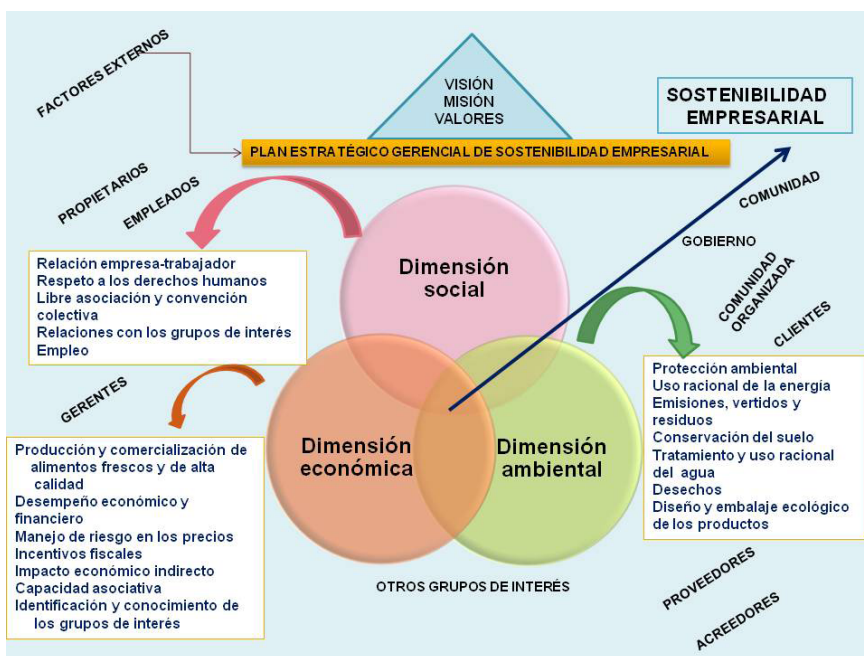 FACTORES EXTERNOS
VISIÓN
MISIÓN
VALORES
SOSTENIBILIDAD
EMPRESARIAL
PLAN ESTRATÉGICO GERENCIAL DE SOSTENIBILIDAD EMPRESARIAL
PROPIETARIOS
EMPLEADOS
COMUNIDAD
GOBIERNO
COMUNIDAD
ORGANIZADA
CLIENTES
Dimensión
social
Relación empresa-trabajador
Respeto a los derechos humanos
Libre asociación y convención
colectiva
Relaciones con los grupos de interés
Empleo
GERENTES
Dimensión
económica
Dimensión
ambiental
Protección ambiental
Uso racional de la energía
Emisiones, vertidos y
residuos
Conservación del suelo
Tratamiento y uso racional
del agua
Desechos
Diseño y embalaje ecológico
de los productos
Producción y comercialización de
alimentos frescos y de alta
calidad
Desempeño económico y
financiero
Manejo de riesgo en los precios
Incentivos fiscales
Impacto económico indirecto
Capacidad asociativa
Identificación y conocimiento de
los grupos de interés
OTROS GRUPOS DE INTERÉS
PROVEEDORES
ACREEDORES